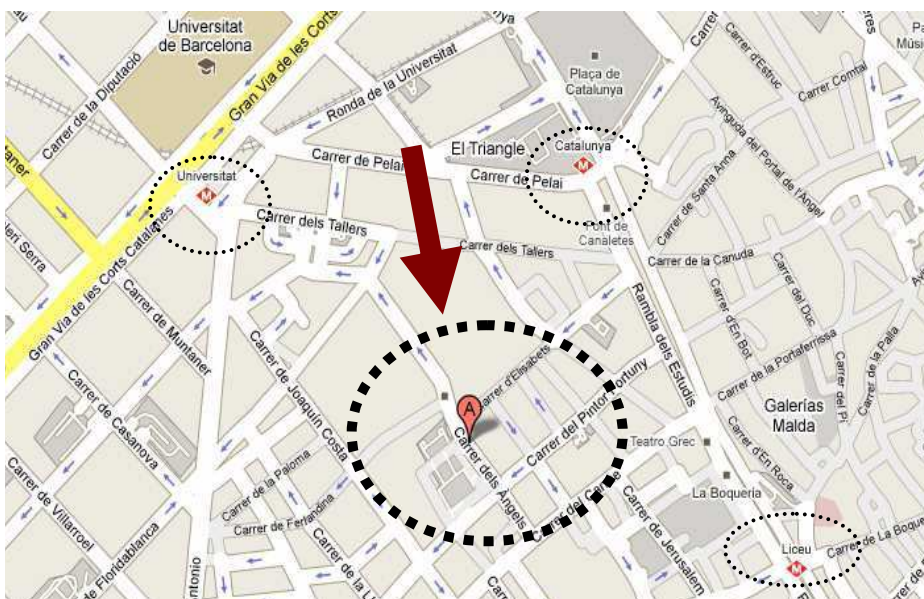 Universitat
de Barcelona
Carrer de la Diputació
Gran Via de les Corts
Ronda de la Universitat
Plaça de
Catalunya
Carrer d'Estruc
Carrer Comtal
Avinguda del Portal de l'Àngel
El Triangle
Catalunya
M
Carrer de Pelai
Carrer de Pelai
Universitat
M
Carrer de Santa Anna
Carrer dels Tallers
Carrer dels Tallers
Font de
Canaletes
Carrer de la Canuda
Gran Via de les Corts Catalanes
Carrer de Muntaner
Rambla dels Estudis
Carrer d'En Bot
Carrer del Duc
Carrer de la Portaferrissa
Carrer de la Palla
Carrer del Pi
Carrer de Casanova
Carrer de Joaquín Costa
Carrer d'Elisabets
Carrer del Pintor Fortuny
A
Galerías
Malda
Teatro Grec
Carrer d'En Roca
Carrer dels Àngels
Carrer de la Paloma
Carrer de Ferlandina
Carrer del Carme
Carrer de Jerusalem
La Boqueria
Carrer de Villarroel
de Floridablanca
Liceu
M